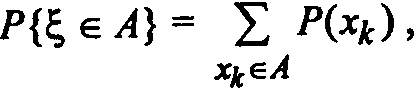 P{ξ ∈ A} = ∑ P(x_k) ,
x_k∈A